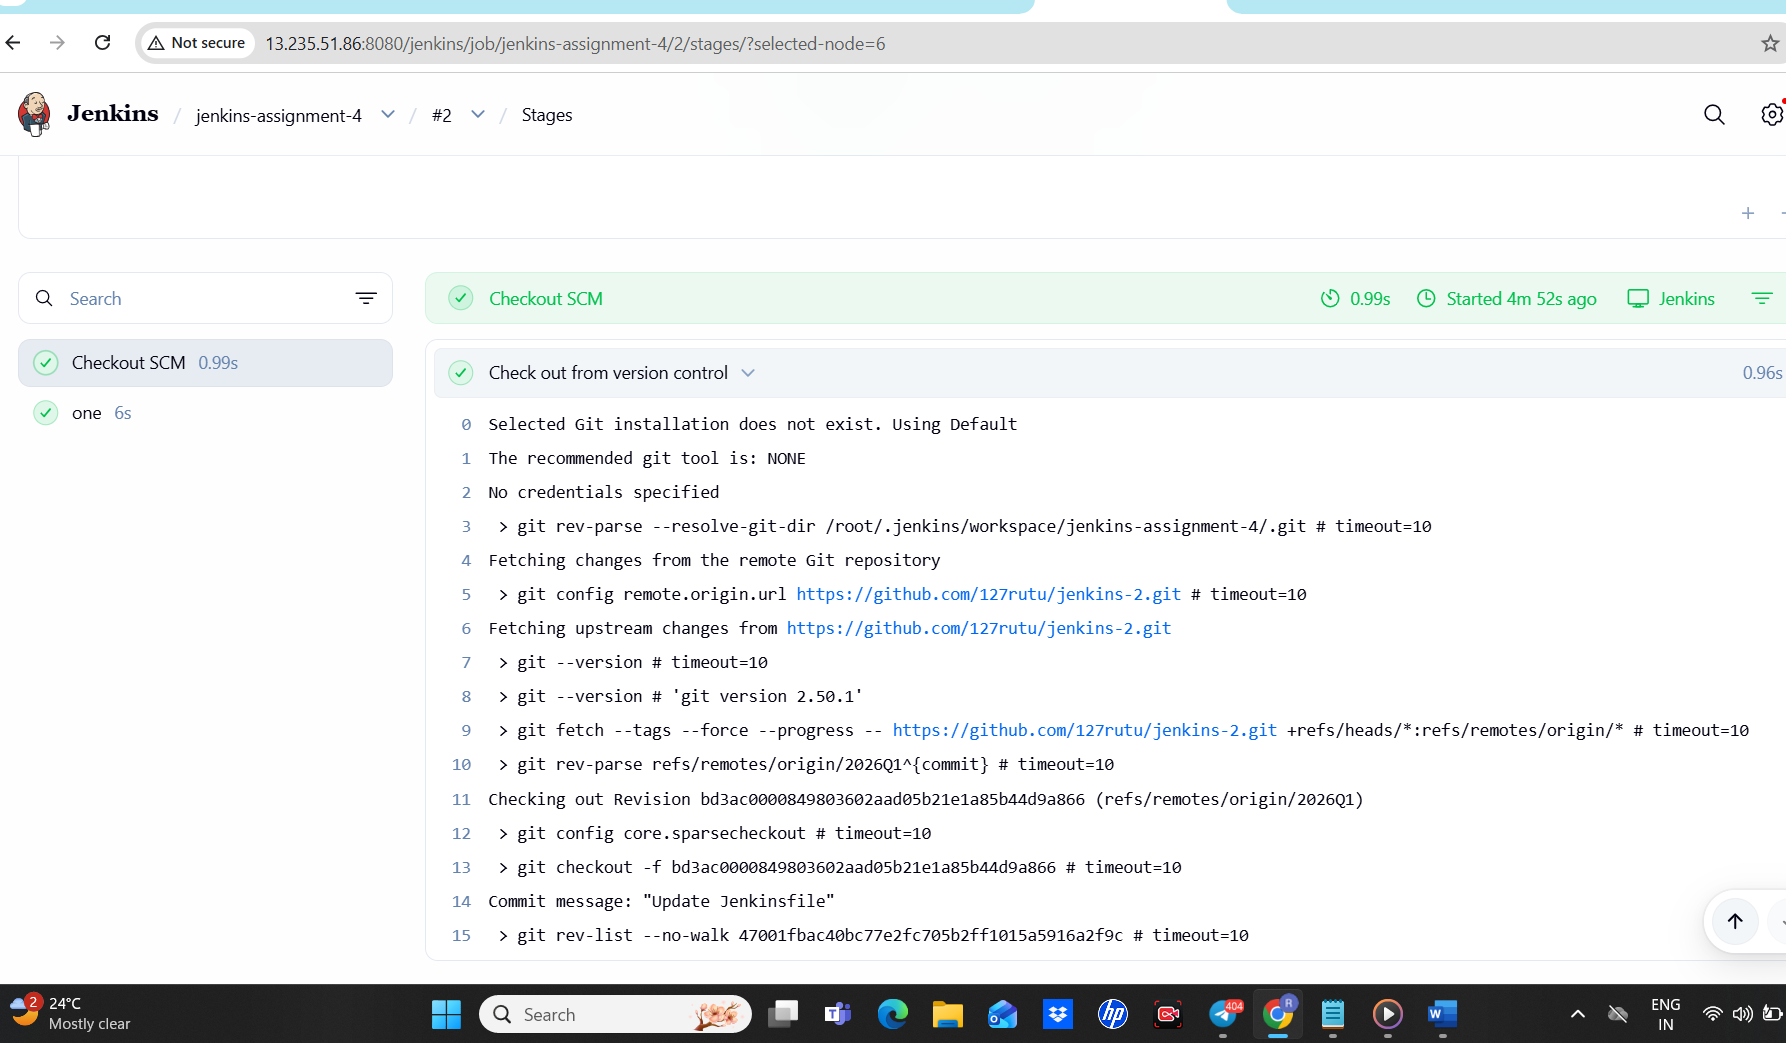 Not secure 13.235.51.86:8080/jenkins/job/jenkins-assignment-4/2/stages/?selected-node=6
Jenkins / jenkins-assignment-4 / #2 / Stages
+
Search
Checkout SCM 0.99s
one 6s
Checkout SCM 0.99s Started 4m 52s ago Jenkins
Check out from version control 0.96s
0 Selected Git installation does not exist. Using Default
1 The recommended git tool is: NONE
2 No credentials specified
3 > git rev-parse --resolve-git-dir /root/.jenkins/workspace/jenkins-assignment-4/.git # timeout=10
4 Fetching changes from the remote Git repository
5 > git config remote.origin.url https://github.com/127rutu/jenkins-2.git # timeout=10
6 Fetching upstream changes from https://github.com/127rutu/jenkins-2.git
7 > git --version # timeout=10
8 > git --version # 'git version 2.50.1'
9 > git fetch --tags --force --progress -- https://github.com/127rutu/jenkins-2.git +refs/heads/*:refs/remotes/origin/* # timeout=10
10 > git rev-parse refs/remotes/origin/2026Q1^{commit} # timeout=10
11 Checking out Revision bd3ac0000849803602aad05b21e1a85b44d9a866 (refs/remotes/origin/2026Q1)
12 > git config core.sparsecheckout # timeout=10
13 > git checkout -f bd3ac0000849803602aad05b21e1a85b44d9a866 # timeout=10
14 Commit message: "Update Jenkinsfile"
15 > git rev-list --no-walk 47001fbac40bc77e2fc705b2ff1015a5916a2f9c # timeout=10
2 24°C
Mostly clear
Search
404
R
W
hp
ENG
IN